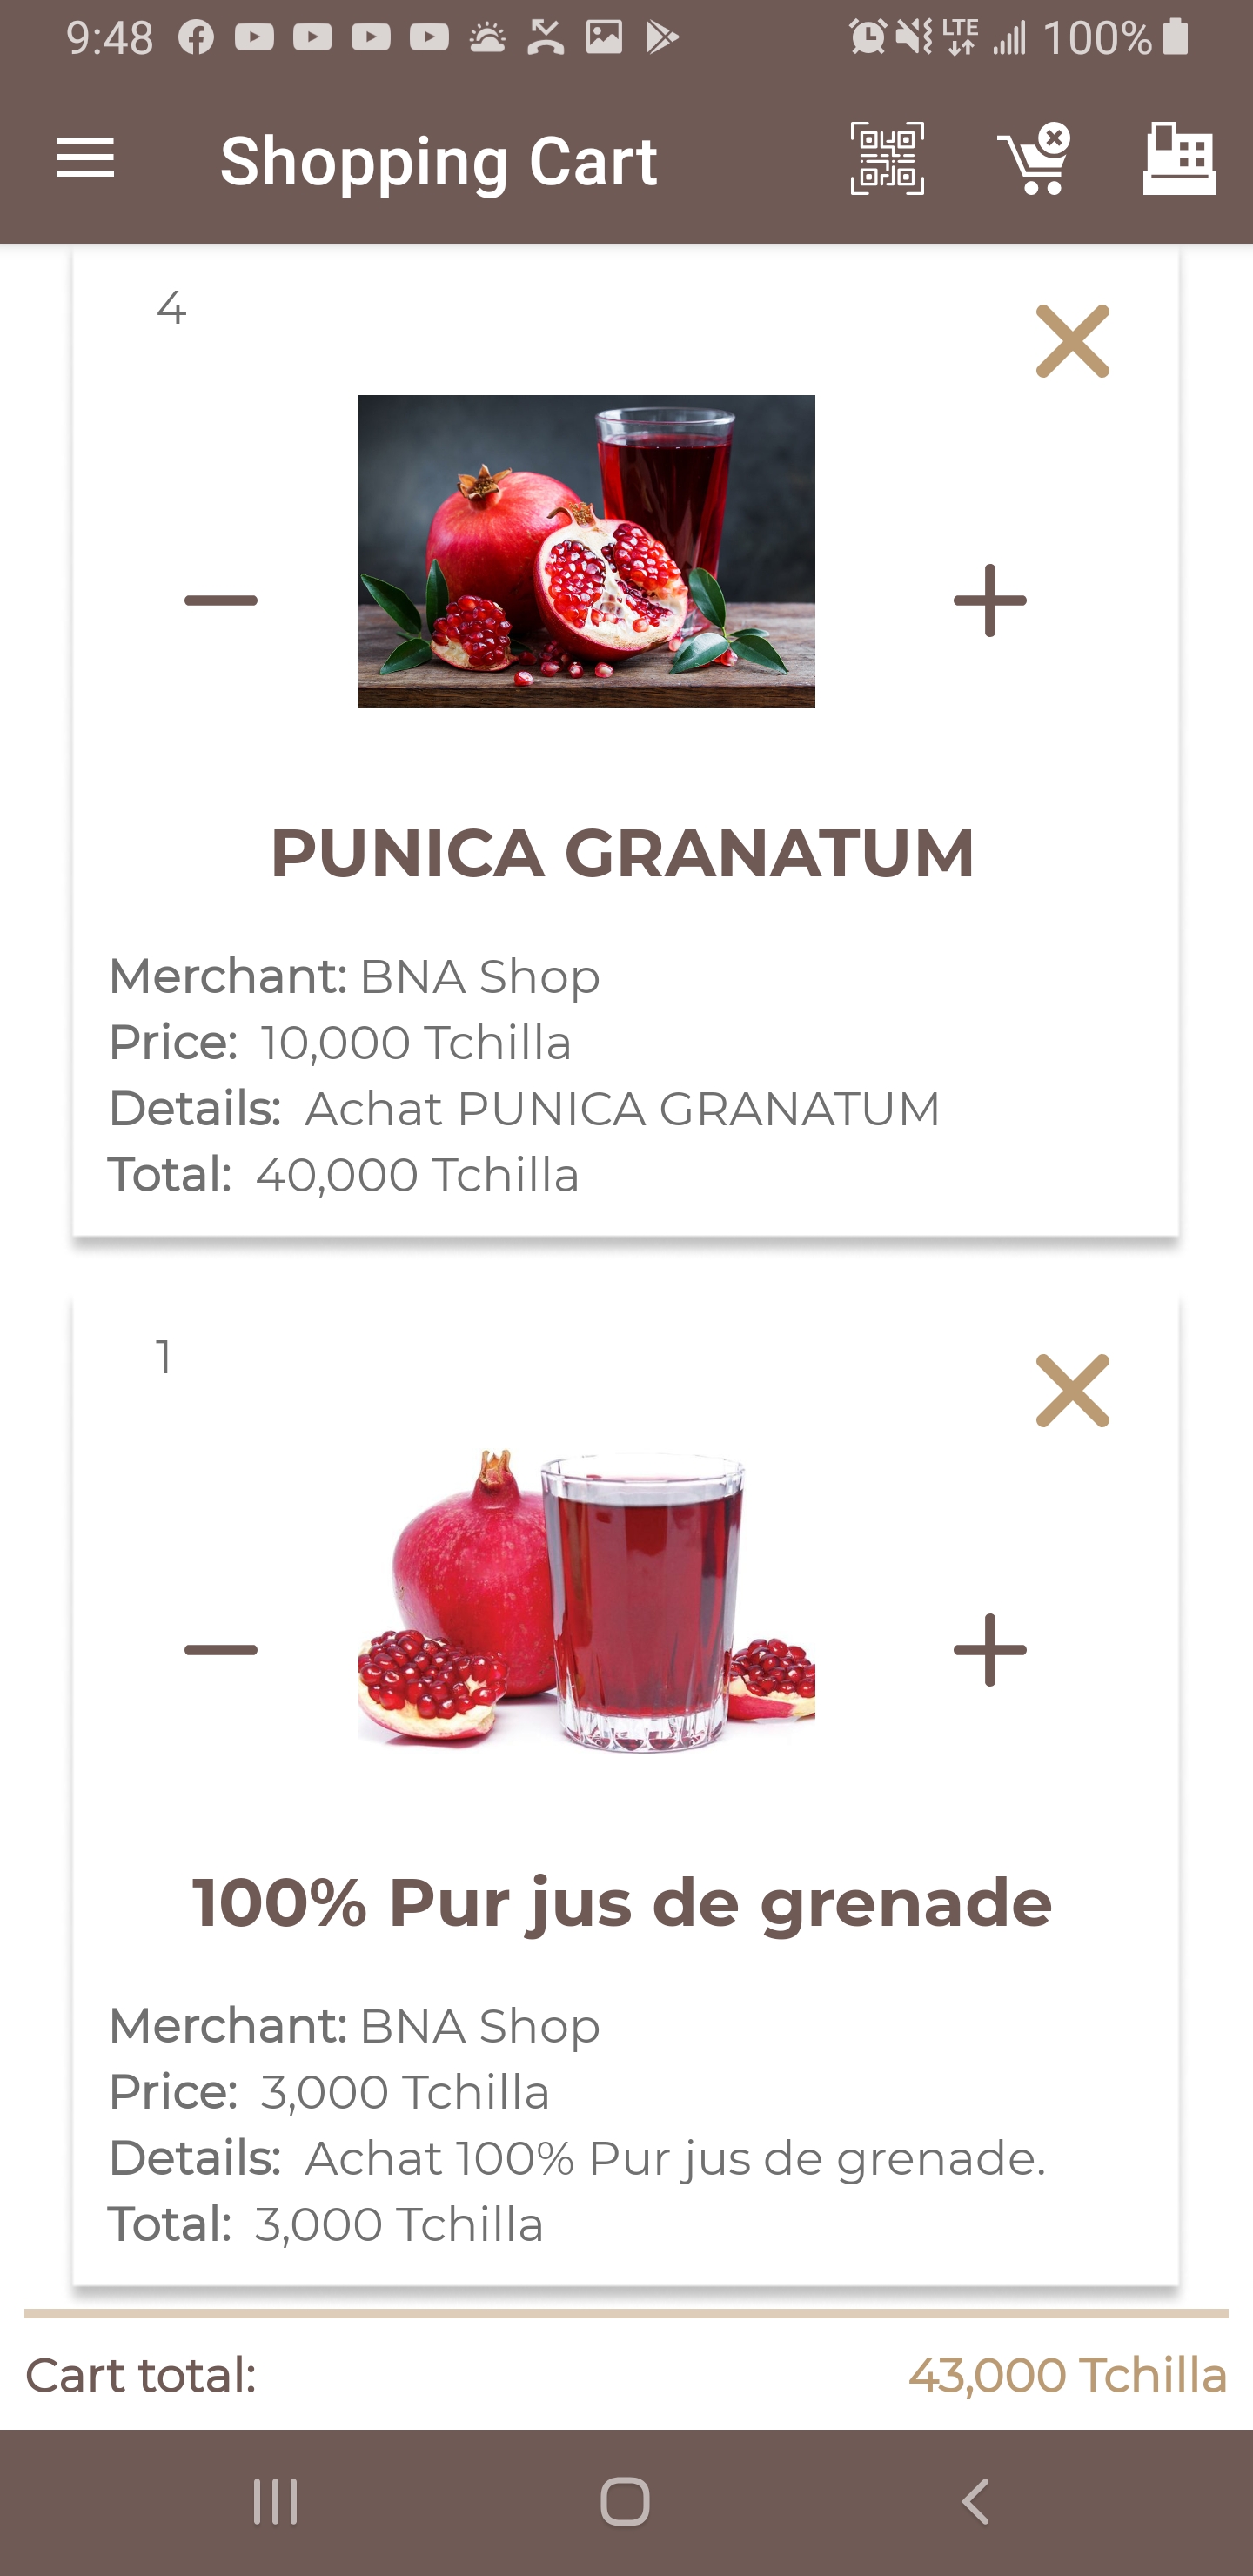 9:48 LTE 100%
Shopping Cart
4
PUNICA GRANATUM
Merchant: BNA Shop
Price: 10,000 Tchilla
Details: Achat PUNICA GRANATUM
Total: 40,000 Tchilla
1
100% Pur jus de grenade
Merchant: BNA Shop
Price: 3,000 Tchilla
Details: Achat 100% Pur jus de grenade.
Total: 3,000 Tchilla
Cart total: 43,000 Tchilla